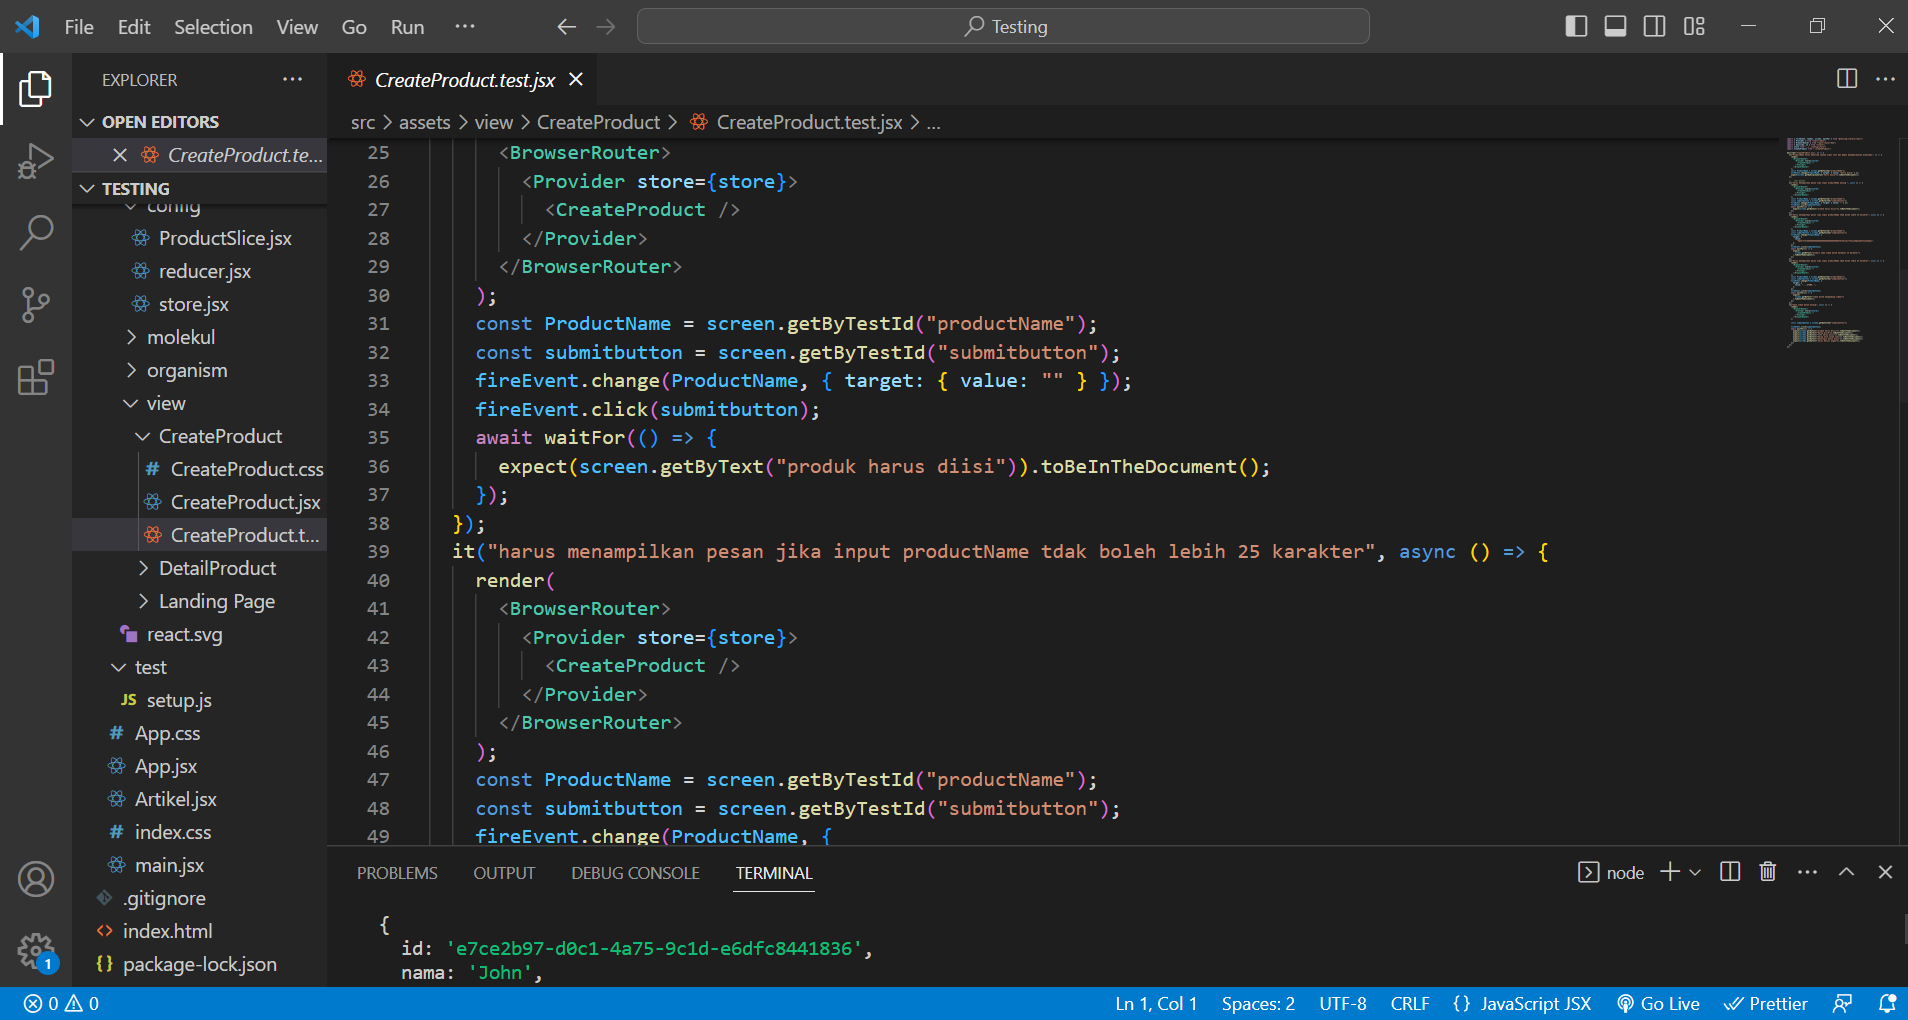 File Edit Selection View Go Run ···
Testing
EXPLORER ···
OPEN EDITORS
CreateProduct.te...
TESTING
config
ProductSlice.jsx
reducer.jsx
store.jsx
molekul
organism
view
CreateProduct
# CreateProduct.css
CreateProduct.jsx
CreateProduct.t...
DetailProduct
Landing Page
react.svg
test
JS setup.js
# App.css
App.jsx
Artikel.jsx
# index.css
main.jsx
.gitignore
<> index.html
{} package-lock.json
1
CreateProduct.test.jsx
src > assets > view > CreateProduct > CreateProduct.test.jsx > ...
25 <BrowserRouter>
26 <Provider store={store}>
27 <CreateProduct />
28 </Provider>
29 </BrowserRouter>
30 );
31 const ProductName = screen.getByTestId("productName");
32 const submitbutton = screen.getByTestId("submitbutton");
33 fireEvent.change(ProductName, { target: { value: "" } });
34 fireEvent.click(submitbutton);
35 await waitFor(() => {
36 expect(screen.getByText("produk harus diisi")).toBeInTheDocument();
37 });
38 });
39 it("harus menampilkan pesan jika input productName tdak boleh lebih 25 karakter", async () => {
40 render(
41 <BrowserRouter>
42 <Provider store={store}>
43 <CreateProduct />
44 </Provider>
45 </BrowserRouter>
46 );
47 const ProductName = screen.getByTestId("productName");
48 const submitbutton = screen.getByTestId("submitbutton");
49 fireEvent.change(ProductName, {
PROBLEMS OUTPUT DEBUG CONSOLE TERMINAL
node
{
id: 'e7ce2b97-d0c1-4a75-9c1d-e6dfc8441836',
nama: 'John',
0 0
Ln 1, Col 1 Spaces: 2 UTF-8 CRLF {} JavaScript JSX Go Live Prettier